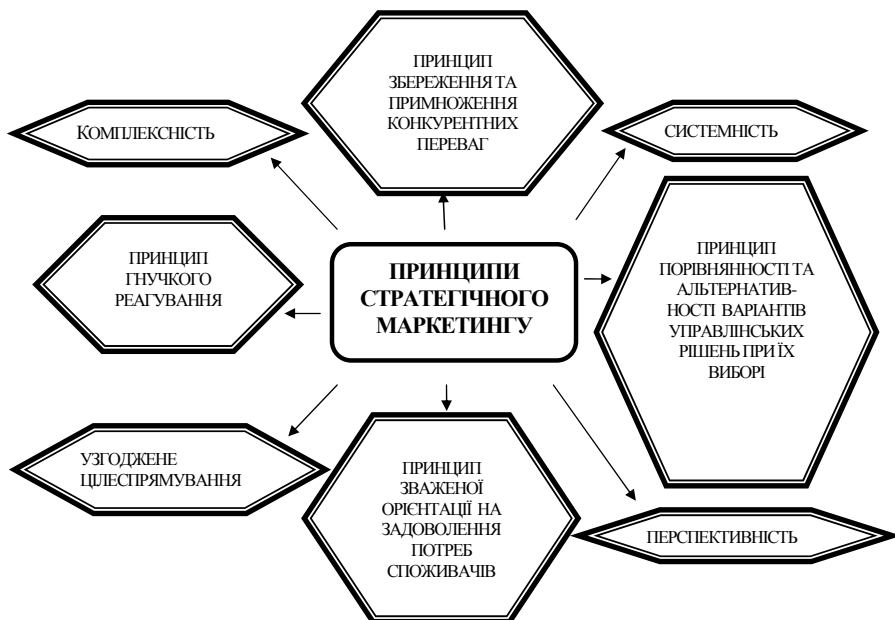 ПРИНЦИП
ЗБЕРЕЖЕННЯ ТА
ПРИМНОЖЕННЯ
КОНКУРЕНТНИХ
ПЕРЕВАГ
КОМПЛЕКСНІСТЬ
СИСТЕМНІСТЬ
ПРИНЦИП
ГНУЧКОГО
РЕАГУВАННЯ
ПРИНЦИПИ
СТРАТЕГІЧНОГО
МАРКЕТИНГУ
ПРИНЦИП
ПОРІВНЯННОСТІ ТА
АЛЬТЕРНАТИВ-
НОСТІ ВАРІАНТІВ
УПРАВЛІНСЬКИХ
РІШЕНЬ ПРИ ЇХ
ВИБОРІ
УЗГОДЖЕНЕ
ЦІЛЕСПРЯМУВАННЯ
ПРИНЦИП
ЗВАЖЕНОЇ
ОРІЄНТАЦІЇ НА
ЗАДОВОЛЕННЯ
ПОТРЕБ
СПОЖИВАЧІВ
ПЕРСПЕКТИВНІСТЬ